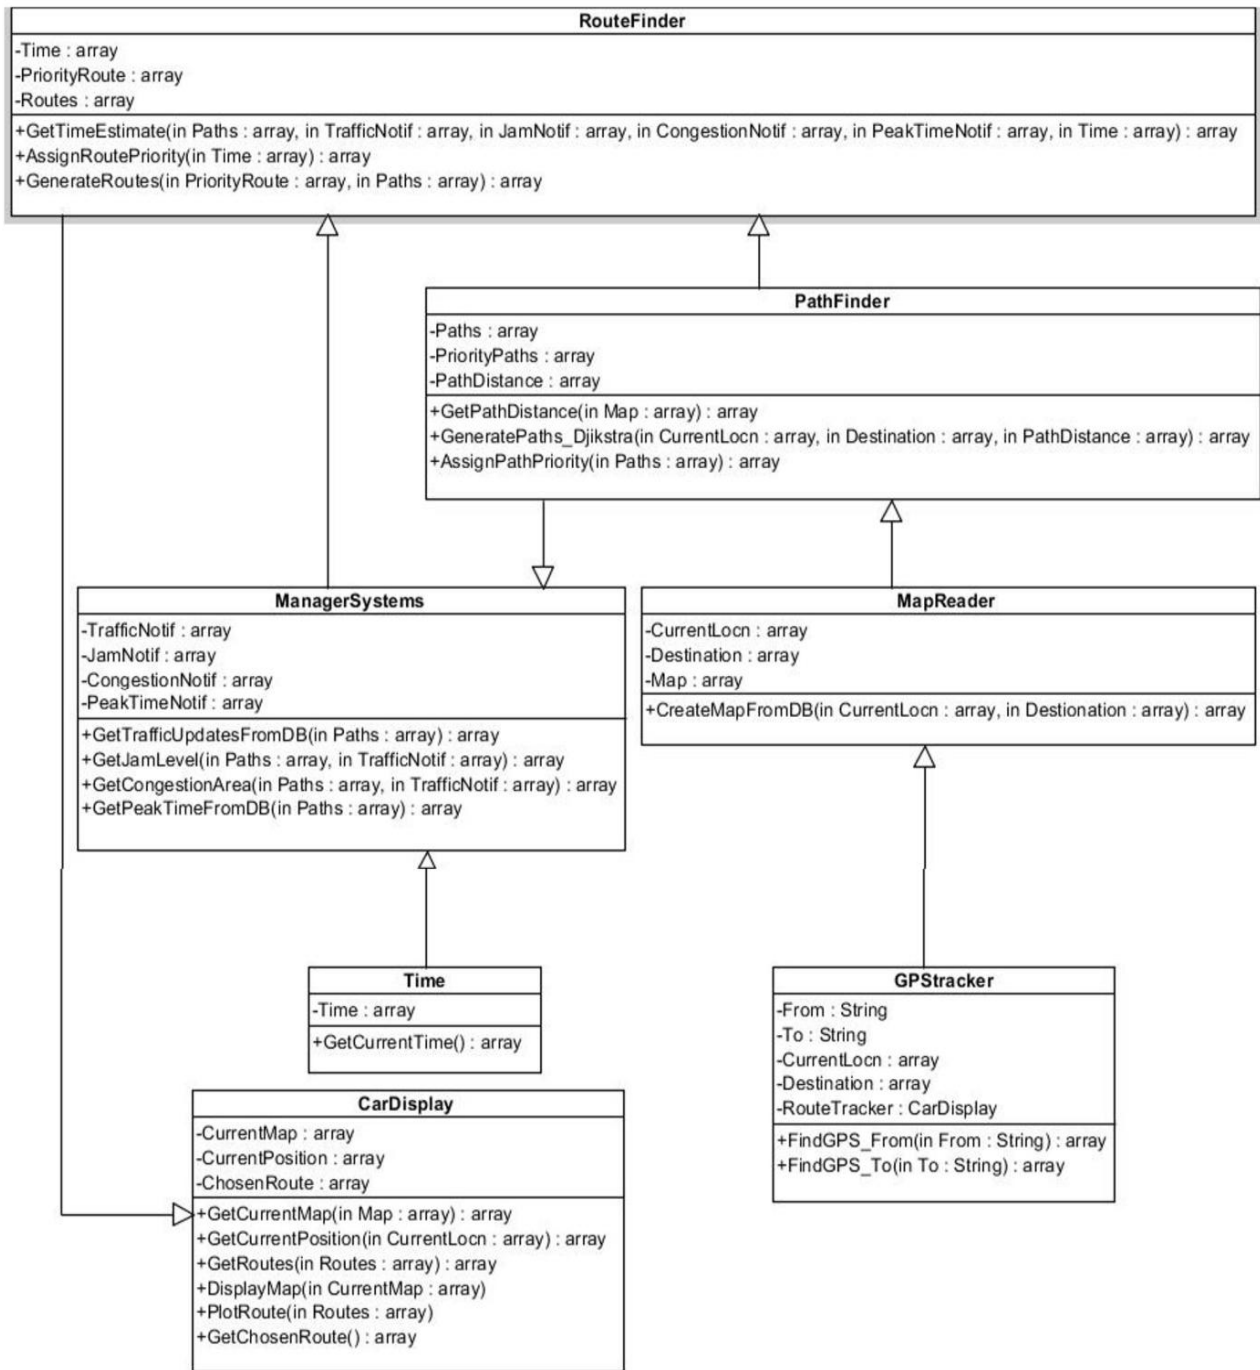 RouteFinder
-Time : array
-PriorityRoute : array
-Routes : array
+GetTimeEstimate(in Paths : array, in TrafficNotif : array, in JamNotif : array, in CongestionNotif : array, in PeakTimeNotif : array, in Time : array) : array
+AssignRoutePriority(in Time : array) : array
+GenerateRoutes(in PriorityRoute : array, in Paths : array) : array
PathFinder
-Paths : array
-PriorityPaths : array
-PathDistance : array
+GetPathDistance(in Map : array) : array
+GeneratePaths_Djikstra(in CurrentLocn : array, in Destination : array, in PathDistance : array) : array
+AssignPathPriority(in Paths : array) : array
ManagerSystems
-TrafficNotif : array
-JamNotif : array
-CongestionNotif : array
-PeakTimeNotif : array
+GetTrafficUpdatesFromDB(in Paths : array) : array
+GetJamLevel(in Paths : array, in TrafficNotif : array) : array
+GetCongestionArea(in Paths : array, in TrafficNotif : array) : array
+GetPeakTimeFromDB(in Paths : array) : array
MapReader
-CurrentLocn : array
-Destination : array
-Map : array
+CreateMapFromDB(in CurrentLocn : array, in Destionation : array) : array
Time
-Time : array
+GetCurrentTime() : array
GPStracker
-From : String
-To : String
-CurrentLocn : array
-Destination : array
-RouteTracker : CarDisplay
+FindGPS_From(in From : String) : array
+FindGPS_To(in To : String) : array
CarDisplay
-CurrentMap : array
-CurrentPosition : array
-ChosenRoute : array
+GetCurrentMap(in Map : array) : array
+GetCurrentPosition(in CurrentLocn : array) : array
+GetRoutes(in Routes : array) : array
+DisplayMap(in CurrentMap : array)
+PlotRoute(in Routes : array)
+GetChosenRoute() : array